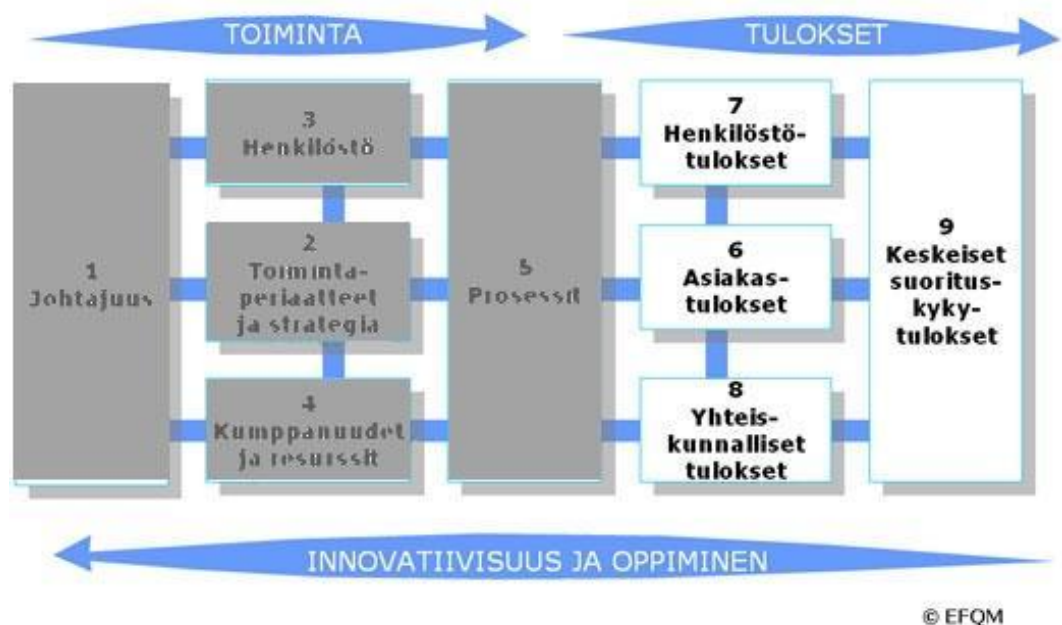 TOIMINTA
TULOKSET
1
Johtajuus
3
Henkilöstö
2
Toiminta-
periaatteet
ja strategia
4
Kumppanuudet
ja resurssit
5
Prosessit
7
Henkilöstö-
tulokset
6
Asiakas-
tulokset
8
Yhteis-
kunnalliset
tulokset
9
Keskeiset
suoritus-
kyky-
tulokset
INNOVATIIVISUUS JA OPPIMINEN
© EFQM